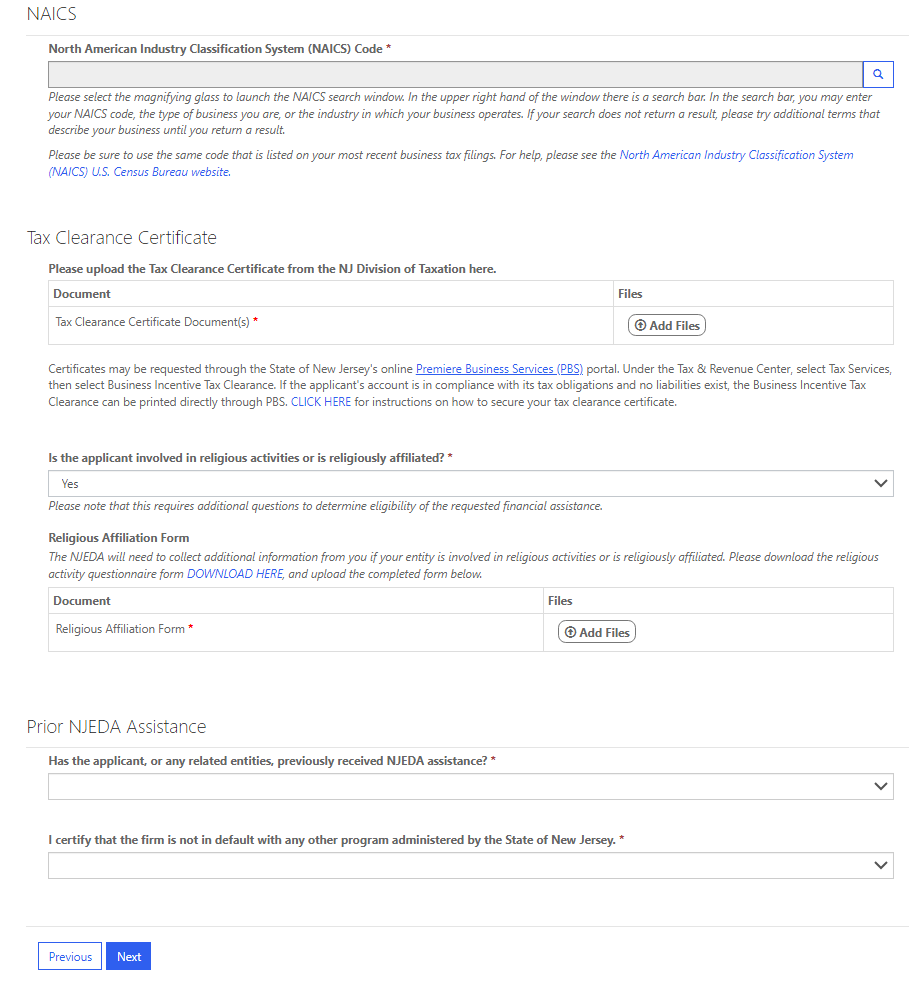 NAICS
North American Industry Classification System (NAICS) Code *
Please select the magnifying glass to launch the NAICS search window. In the upper right hand of the window there is a search bar. In the search bar, you may enter
your NAICS code, the type of business you are, or the industry in which your business operates. If your search does not return a result, please try additional terms that
describe your business until you return a result.
Please be sure to use the same code that is listed on your most recent business tax filings. For help, please see the North American Industry Classification System
(NAICS) U.S. Census Bureau website.
Tax Clearance Certificate
Please upload the Tax Clearance Certificate from the NJ Division of Taxation here.
Document Files
Tax Clearance Certificate Document(s) * Add Files
Certificates may be requested through the State of New Jersey's online Premiere Business Services (PBS) portal. Under the Tax & Revenue Center, select Tax Services,
then select Business Incentive Tax Clearance. If the applicant's account is in compliance with its tax obligations and no liabilities exist, the Business Incentive Tax
Clearance can be printed directly through PBS. CLICK HERE for instructions on how to secure your tax clearance certificate.
Is the applicant involved in religious activities or is religiously affiliated? *
Yes
Please note that this requires additional questions to determine eligibility of the requested financial assistance.
Religious Affiliation Form
The NJEDA will need to collect additional information from you if your entity is involved in religious activities or is religiously affiliated. Please download the religious
activity questionnaire form DOWNLOAD HERE, and upload the completed form below.
Document Files
Religious Affiliation Form * Add Files
Prior NJEDA Assistance
Has the applicant, or any related entities, previously received NJEDA assistance? *
I certify that the firm is not in default with any other program administered by the State of New Jersey. *
Previous Next